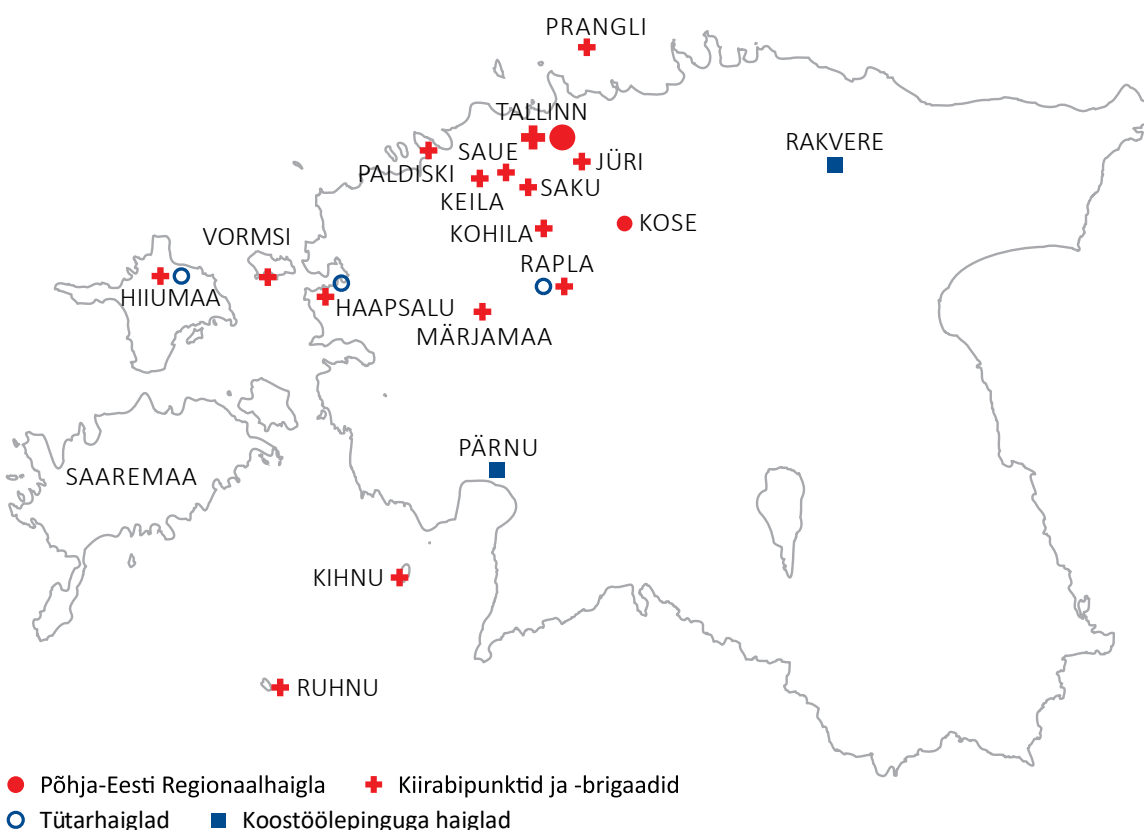 PRANGLI
TALLINN
RAKVERE
SAUE
JÜRI
PALDISKI
SAKU
KEILA
KOSE
KOHILA
VORMSI
RAPLA
HIIUMAA
HAAPSALU
MÄRJAMAA
PÄRNU
SAAREMAA
KIHNU
RUHNU
Põhja-Eesti Regionaalhaigla Kiirabipunktid ja -brigaadid
Tütarhaiglad Koostöölepinguga haiglad